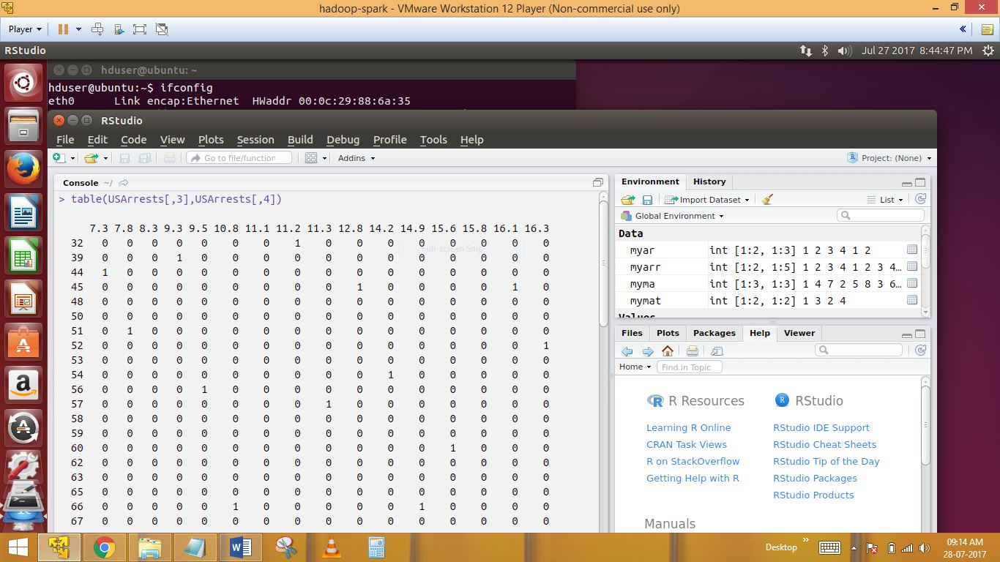 hadoop-spark - VMware Workstation 12 Player (Non-commercial use only)
Player
RStudio
Jul 27 2017 8:44:47 PM
hduser@ubuntu: ~
hduser@ubuntu:~$ ifconfig
eth0 Link encap:Ethernet HWaddr 00:0c:29:88:6a:35
RStudio
File Edit Code View Plots Session Build Debug Profile Tools Help
Go to file/function
Addins
Project: (None)
Console ~/
> table(USArrests[,3],USArrests[,4])
7.3 7.8 8.3 9.3 9.5 10.8 11.1 11.2 11.3 12.8 14.2 14.9 15.6 15.8 16.1 16.3
32 0 0 0 0 0 0 0 1 0 0 0 0 0 0 0 0
39 0 0 0 1 0 0 0 0 0 0 0 0 0 0 0 0
44 1 0 0 0 0 0 0 0 0 0 0 0 0 0 0 0
45 0 0 0 0 0 0 0 0 0 1 0 0 0 0 1 0
48 0 0 0 0 0 0 0 0 0 0 0 0 0 0 0 0
50 0 0 0 0 0 0 0 0 0 0 0 0 0 0 0 0
51 0 1 0 0 0 0 0 0 0 0 0 0 0 0 0 0
52 0 0 0 0 0 0 0 0 0 0 0 0 0 0 0 1
53 0 0 0 0 0 0 0 0 0 0 0 0 0 0 0 0
54 0 0 0 0 0 0 0 0 0 0 1 0 0 0 0 0
56 0 0 0 0 1 0 0 0 0 0 0 0 0 0 0 0
57 0 0 0 0 0 0 0 0 1 0 0 0 0 0 0 0
58 0 0 0 0 0 0 0 0 0 0 0 0 0 0 0 0
59 0 0 0 0 0 0 0 0 0 0 0 0 0 0 0 0
60 0 0 0 0 0 0 0 0 0 0 0 0 1 0 0 0
62 0 0 0 0 0 0 0 0 0 0 0 0 0 0 0 0
63 0 0 0 0 0 0 0 0 0 0 0 0 0 0 0 0
65 0 0 0 0 0 0 0 0 0 0 0 0 0 0 0 0
66 0 0 0 0 0 1 0 0 0 0 0 1 0 0 0 0
67 0 0 0 0 0 0 0 0 0 0 0 0 0 0 0 0
Full-screen Snip
Environment History
Import Dataset
List
Global Environment
Data
myar int [1:2, 1:3] 1 2 3 4 1 2
myarr int [1:2, 1:5] 1 2 3 4 1 2 3 4…
myma int [1:3, 1:3] 1 4 7 2 5 8 3 6…
mymat int [1:2, 1:2] 1 3 2 4
Values
Files Plots Packages Help Viewer
Home Find in Topic
R Resources
Learning R Online
CRAN Task Views
R on StackOverflow
Getting Help with R
R RStudio
RStudio IDE Support
RStudio Cheat Sheets
RStudio Tip of the Day
RStudio Packages
RStudio Products
Manuals
Desktop
09:14 AM
28-07-2017